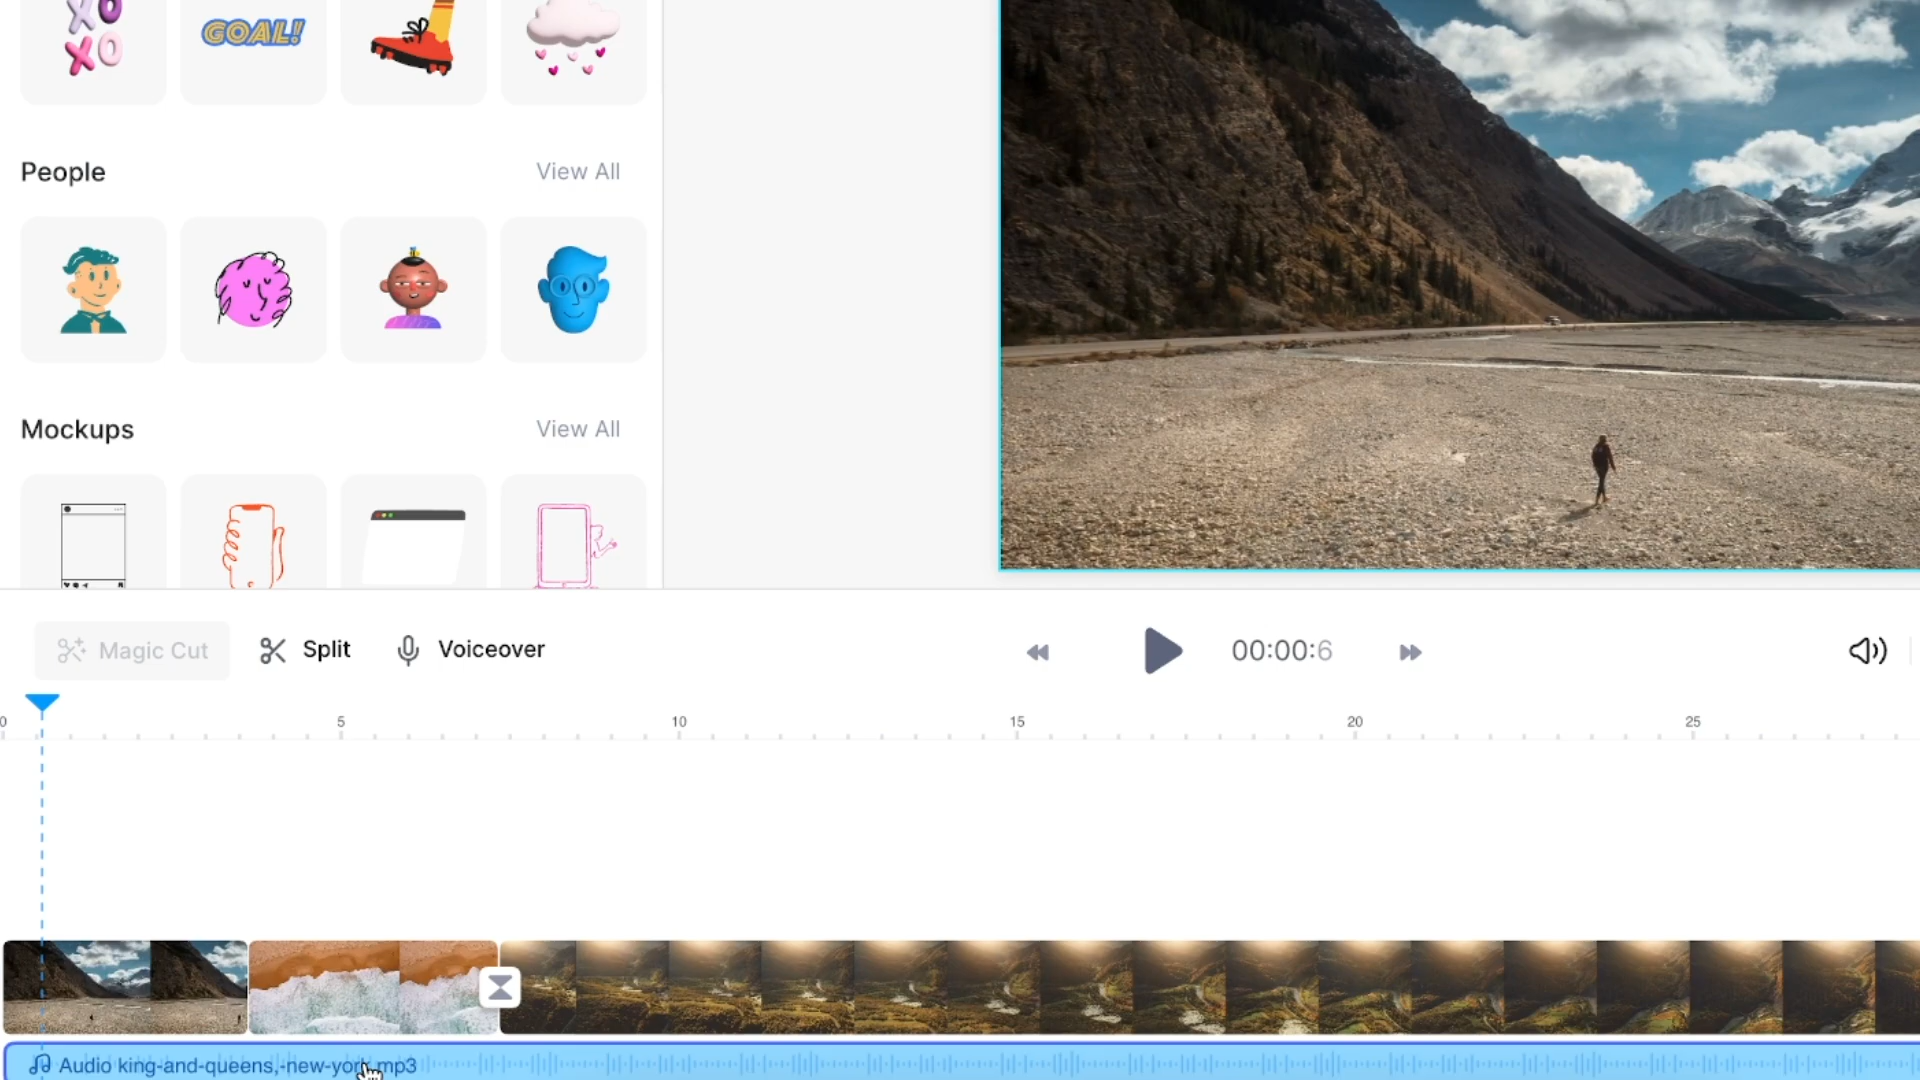 XO
XO
GOAL!
People View All
Mockups View All
Magic Cut Split Voiceover 00:00:6
0 5 10 15 20 25
Audio king-and-queens,-new-york.mp3